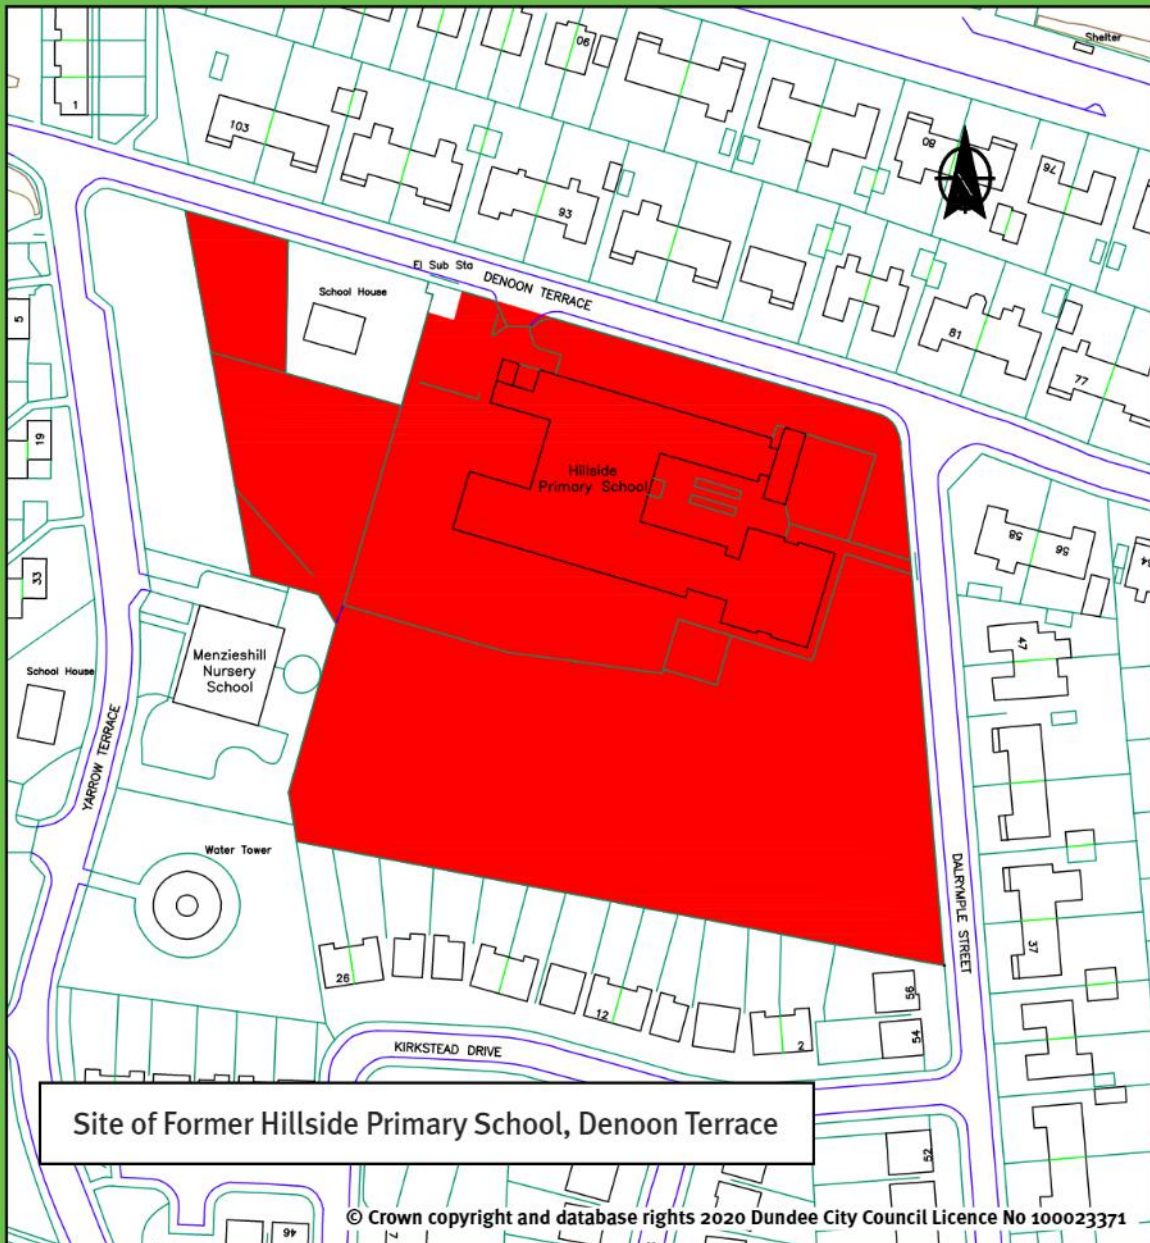 Shelter
90
1
103
80
76
93
El Sub Sta
DENOON TERRACE
School House
5
81
77
19
Hillside
Primary School
58
56
33
47
Menzieshill
Nursery
School
School House
YARROW TERRACE
Water Tower
DALRYMPLE STREET
37
26
12
2
56
54
KIRKSTEAD DRIVE
Site of Former Hillside Primary School, Denoon Terrace
52
46
© Crown copyright and database rights 2020 Dundee City Council Licence No 100023371